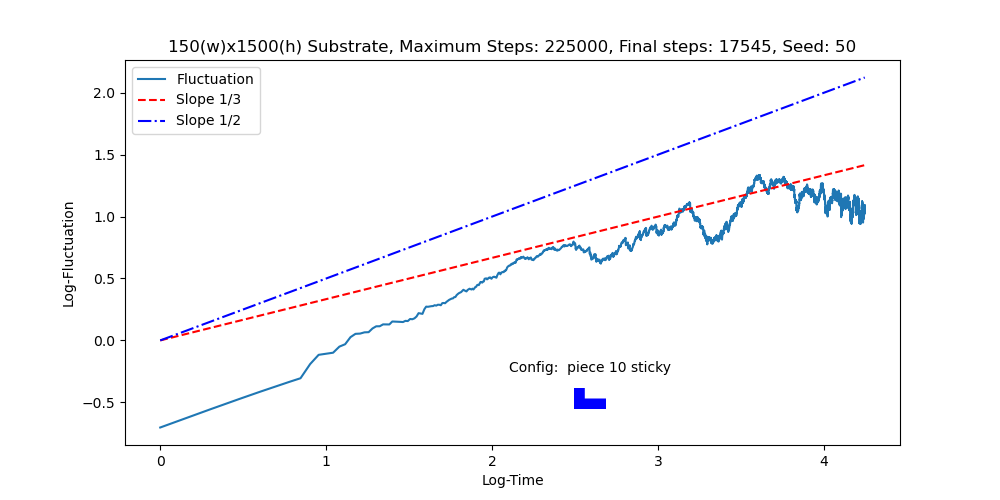 150(w)x1500(h) Substrate, Maximum Steps: 225000, Final steps: 17545, Seed: 50
Fluctuation
Slope 1/3
Slope 1/2
2.0
1.5
1.0
0.5
0.0
−0.5
Log-Fluctuation
Config:  piece 10 sticky
0
1
2
3
4
Log-Time